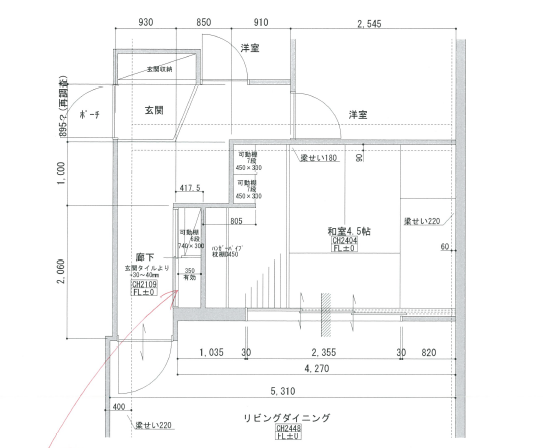 930
850
910
2,545
洋室
玄関収納
895?(再調査)
ポーチ
玄関
洋室
可動棚
7段
450×330
梁せい180
90
可動棚
7段
450×330
1,000
417.5
805
梁せい220
和室4.5帖
CH2404
FL±0
60
可動棚
6段
740×300
ハンガーパイプ
枕棚D450
廊下
玄関タイルより
+30~40mm
CH2109
FL±0
350
有効
2,060
1,035
30
2,355
30
820
4,270
5,310
400
梁せい220
リビングダイニング
CH2448
FL±0